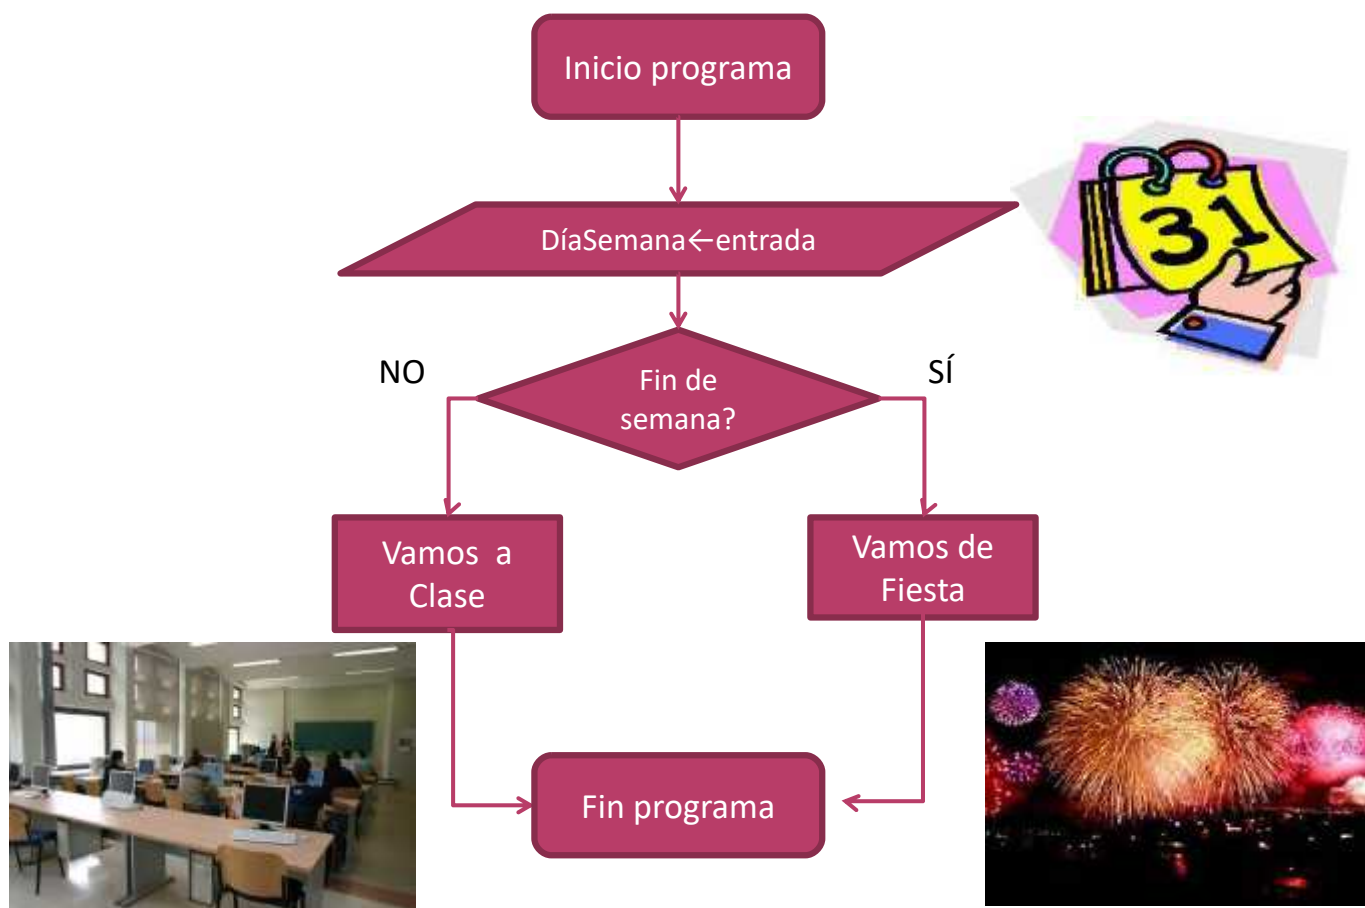 Inicio programa
DíaSemana←entrada
31
NO
Fin de
semana?
SÍ
Vamos a
Clase
Vamos de
Fiesta
Fin programa